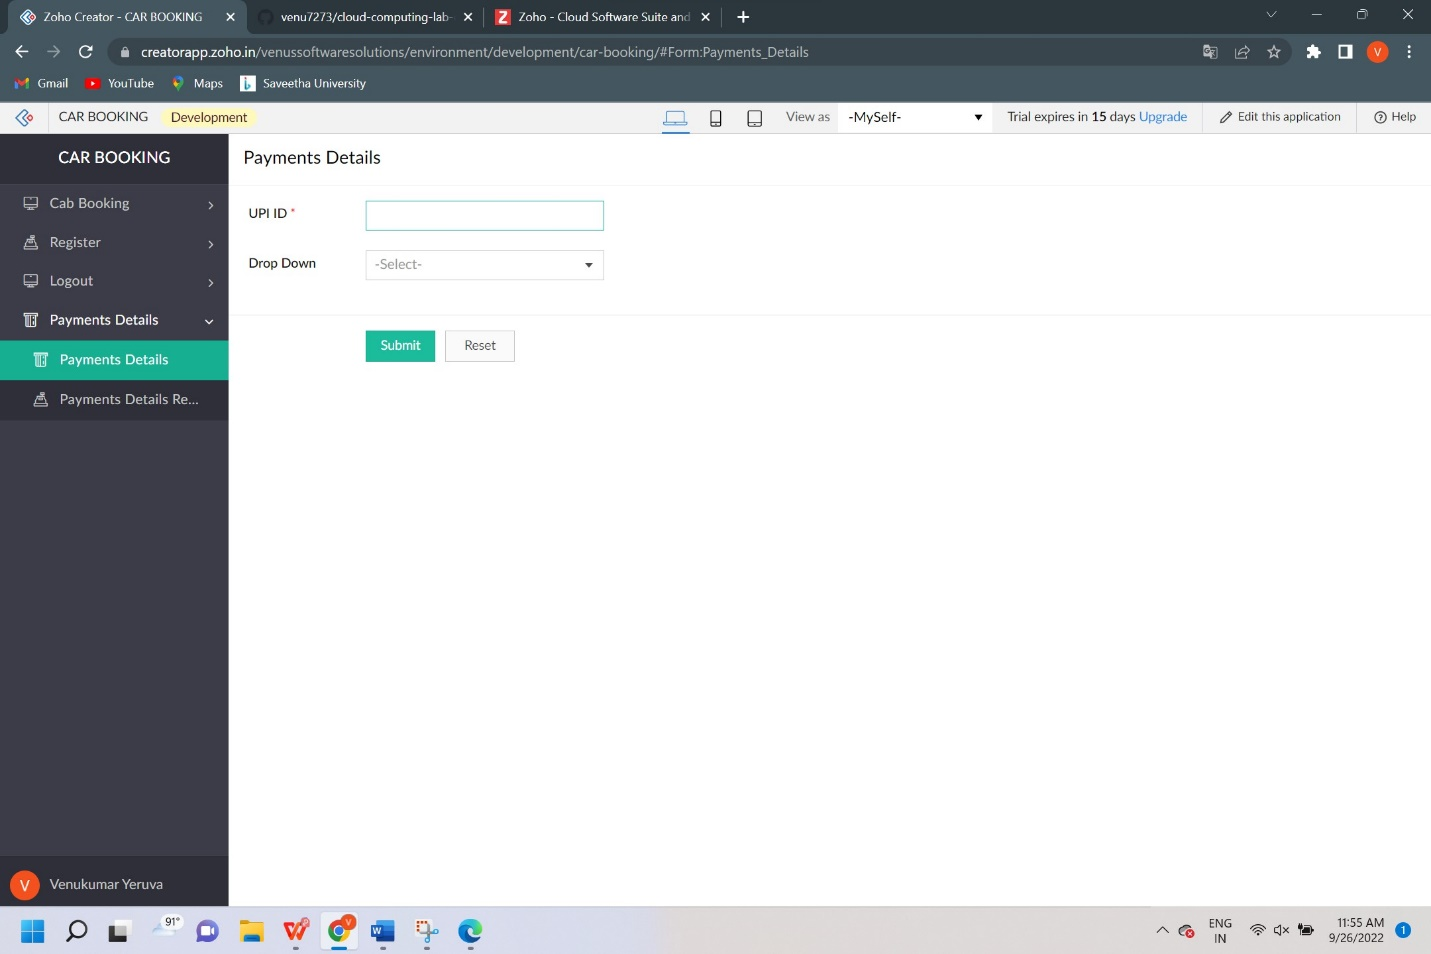 Zoho Creator - CAR BOOKING
venu7273/cloud-computing-lab-
Zoho - Cloud Software Suite and
creatorapp.zoho.in/venussoftwaresolutions/environment/development/car-booking/#Form:Payments_Details
V
Gmail
YouTube
Maps
Saveetha University
CAR BOOKING
Development
View as
-MySelf-
Trial expires in 15 days Upgrade
Edit this application
Help
CAR BOOKING
Cab Booking
Register
Logout
Payments Details
Payments Details
Payments Details Re...
Payments Details
UPI ID *
Drop Down
-Select-
Submit
Reset
V
Venukumar Yeruva
91°
ENG
IN
11:55 AM
9/26/2022
1